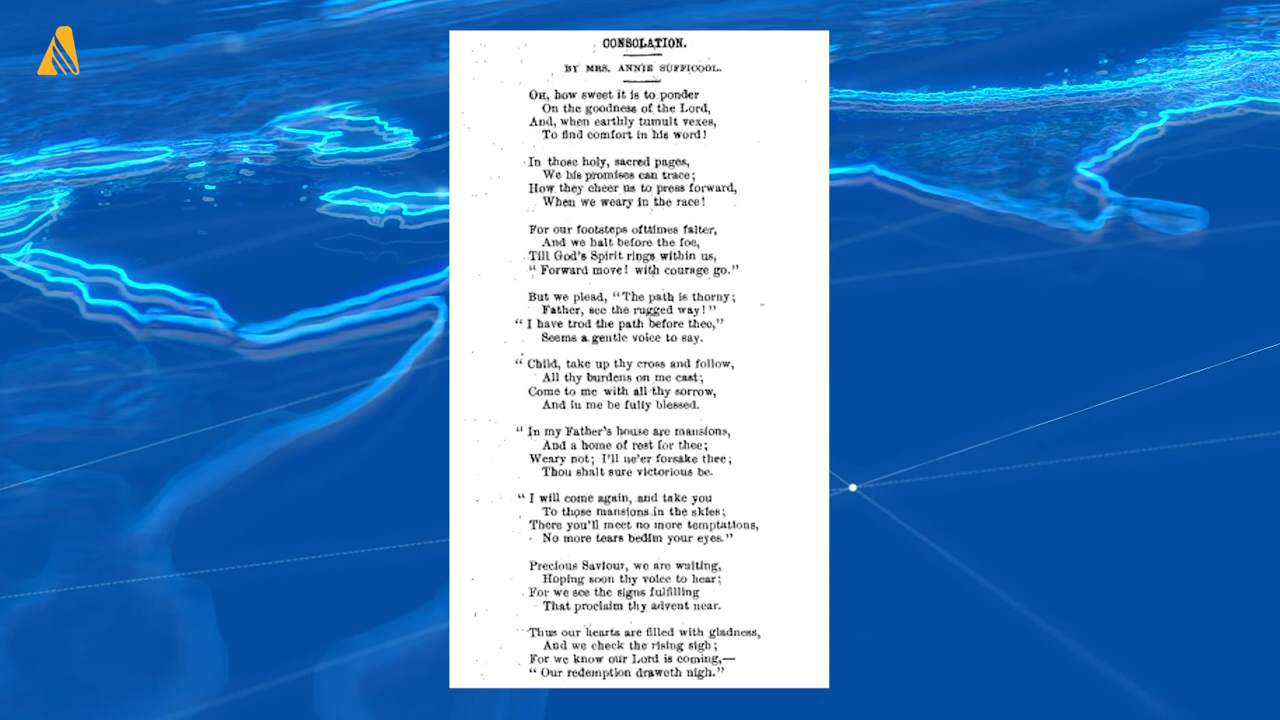 CONSOLATION.
BY MRS. ANNIE SUFFICOOL.
OH, how sweet it is to ponder
On the goodness of the Lord,
And, when earthly tumult vexes,
To find comfort in his word!
In those holy, sacred pages,
We his promises can trace;
How they cheer us to press forward,
When we weary in the race!
For our footsteps ofttimes falter,
And we halt before the foe,
Till God's Spirit rings within us,
"Forward move! with courage go."
But we plead, "The path is thorny;
Father, see the rugged way!"
"I have trod the path before thee,"
Seems a gentle voice to say.
"Child, take up thy cross and follow,
All thy burdens on me cast;
Come to me with all thy sorrow,
And in me be fully blessed.
"In my Father's house are mansions,
And a home of rest for thee;
Weary not; I'll ne'er forsake thee;
Thou shalt sure victorious be.
"I will come again, and take you
To those mansions in the skies;
There you'll meet no more temptations,
No more tears bedim your eyes."
Precious Saviour, we are waiting,
Hoping soon thy voice to hear;
For we see the signs fulfilling
That proclaim thy advent near.
Thus our hearts are filled with gladness,
And we check the rising sigh;
For we know our Lord is coming,—
"Our redemption draweth nigh."